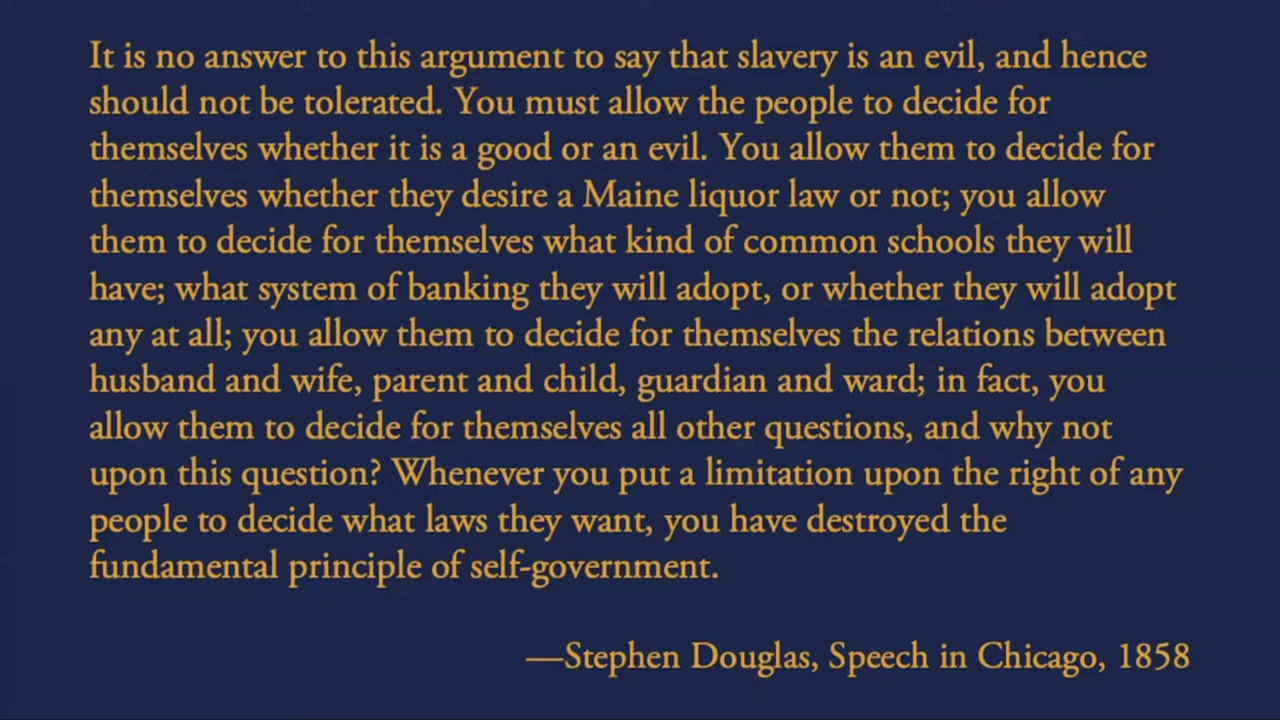 It is no answer to this argument to say that slavery is an evil, and hence
should not be tolerated. You must allow the people to decide for
themselves whether it is a good or an evil. You allow them to decide for
themselves whether they desire a Maine liquor law or not; you allow
them to decide for themselves what kind of common schools they will
have; what system of banking they will adopt, or whether they will adopt
any at all; you allow them to decide for themselves the relations between
husband and wife, parent and child, guardian and ward; in fact, you
allow them to decide for themselves all other questions, and why not
upon this question? Whenever you put a limitation upon the right of any
people to decide what laws they want, you have destroyed the
fundamental principle of self-government.
—Stephen Douglas, Speech in Chicago, 1858